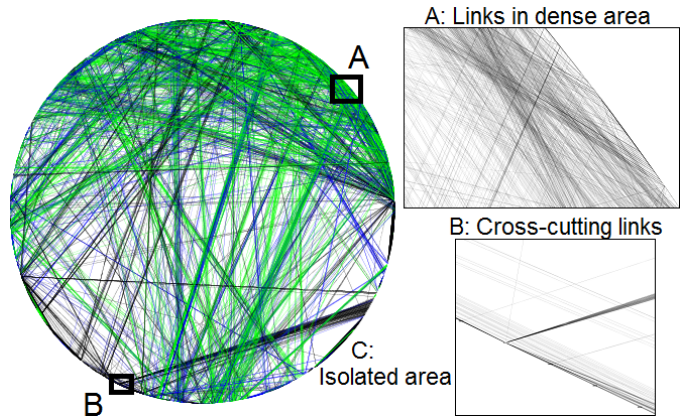 A: Links in dense area
A
B: Cross-cutting links
C:
Isolated area
B